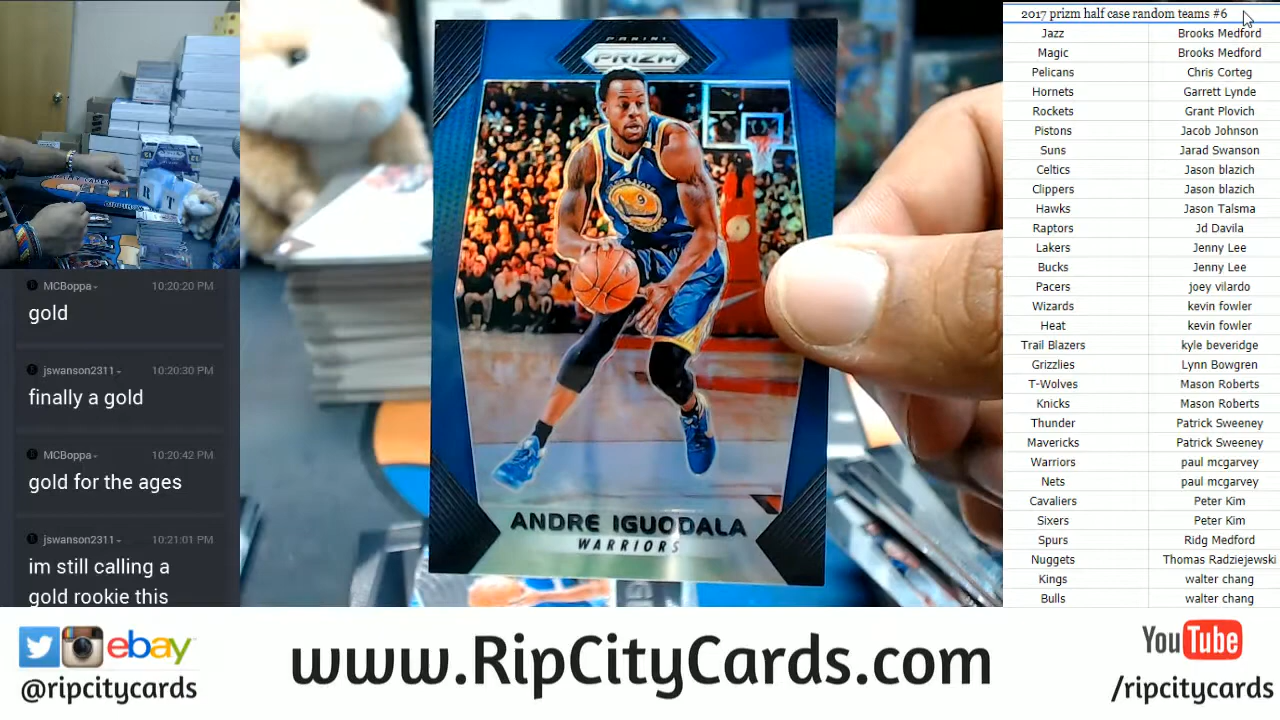 MCBoppa- 10:20:20 PM
gold
jswanson2311- 10:20:30 PM
finally a gold
MCBoppa- 10:20:42 PM
gold for the ages
jswanson2311- 10:21:01 PM
im still calling a
gold rookie this
PANINI
PRIZM
9
ANDRE IGUODALA
WARRIORS
R
T
2017 prizm half case random teams #6
Jazz Brooks Medford
Magic Brooks Medford
Pelicans Chris Corteg
Hornets Garrett Lynde
Rockets Grant Plovich
Pistons Jacob Johnson
Suns Jarad Swanson
Celtics Jason blazich
Clippers Jason blazich
Hawks Jason Talsma
Raptors Jd Davila
Lakers Jenny Lee
Bucks Jenny Lee
Pacers joey vilardo
Wizards kevin fowler
Heat kevin fowler
Trail Blazers kyle beveridge
Grizzlies Lynn Bowgren
T-Wolves Mason Roberts
Knicks Mason Roberts
Thunder Patrick Sweeney
Mavericks Patrick Sweeney
Warriors paul mcgarvey
Nets paul mcgarvey
Cavaliers Peter Kim
Sixers Peter Kim
Spurs Ridg Medford
Nuggets Thomas Radziejewski
Kings walter chang
Bulls walter chang
ebay
@ripcitycards
www.RipCityCards.com
YouTube
/ripcitycards